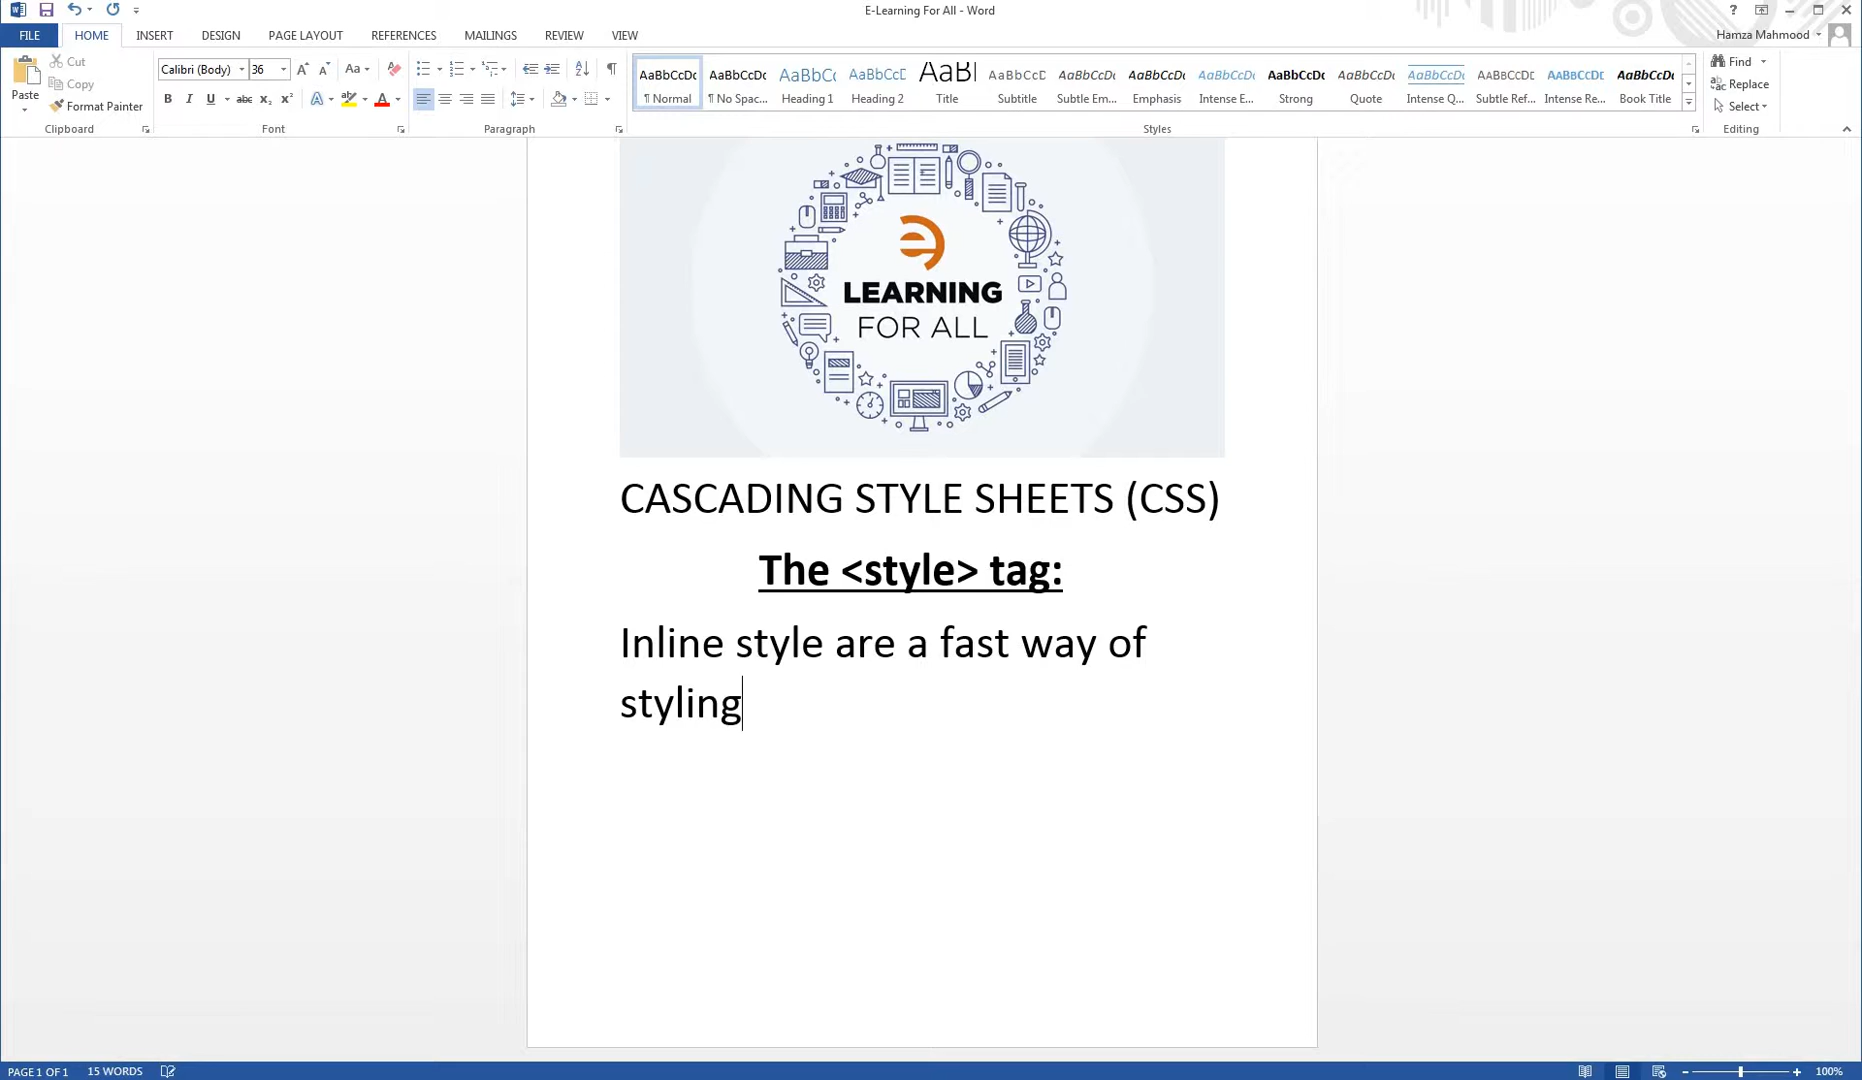 E-Learning For All - Word
FILE HOME INSERT DESIGN PAGE LAYOUT REFERENCES MAILINGS REVIEW VIEW
Hamza Mahmood
Paste
Cut
Copy
Format Painter
Clipboard
Calibri (Body) 36
Font
Paragraph
AaBbCcDc AaBbCcDc AaBbCc AaBbCcD AaBl AaBbCcD AaBbCcDc AaBbCcDc AaBbCcDc AaBbCcDc AaBbCcDc AaBbCcDc AaBbCcDd AaBbCcDd AaBbCcDc
¶ Normal ¶ No Spac... Heading 1 Heading 2 Title Subtitle Subtle Em... Emphasis Intense E... Strong Quote Intense Q... Subtle Ref... Intense Re... Book Title
Styles
Find
Replace
Select
Editing
LEARNING
FOR ALL
CASCADING STYLE SHEETS (CSS)
The <style> tag:
Inline style are a fast way of
styling
PAGE 1 OF 1 15 WORDS
100%